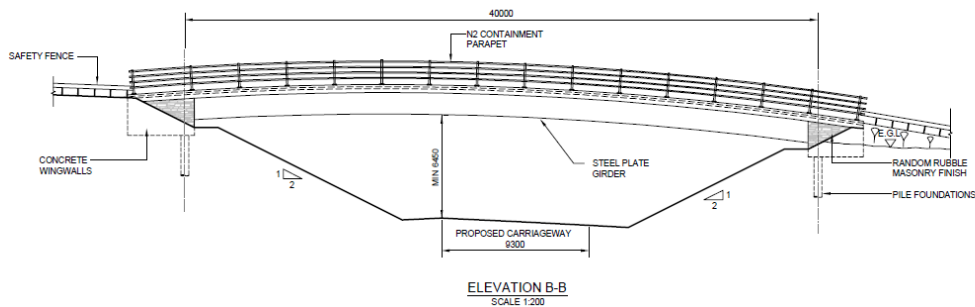 40000
N2 CONTAINMENT
PARAPET
SAFETY FENCE
E.G.L
CONCRETE
WINGWALLS
MIN 6450
STEEL PLATE
GIRDER
RANDOM RUBBLE
MASONRY FINISH
PILE FOUNDATIONS
1
2
1
2
PROPOSED CARRIAGEWAY
9300
ELEVATION B-B
SCALE 1:200